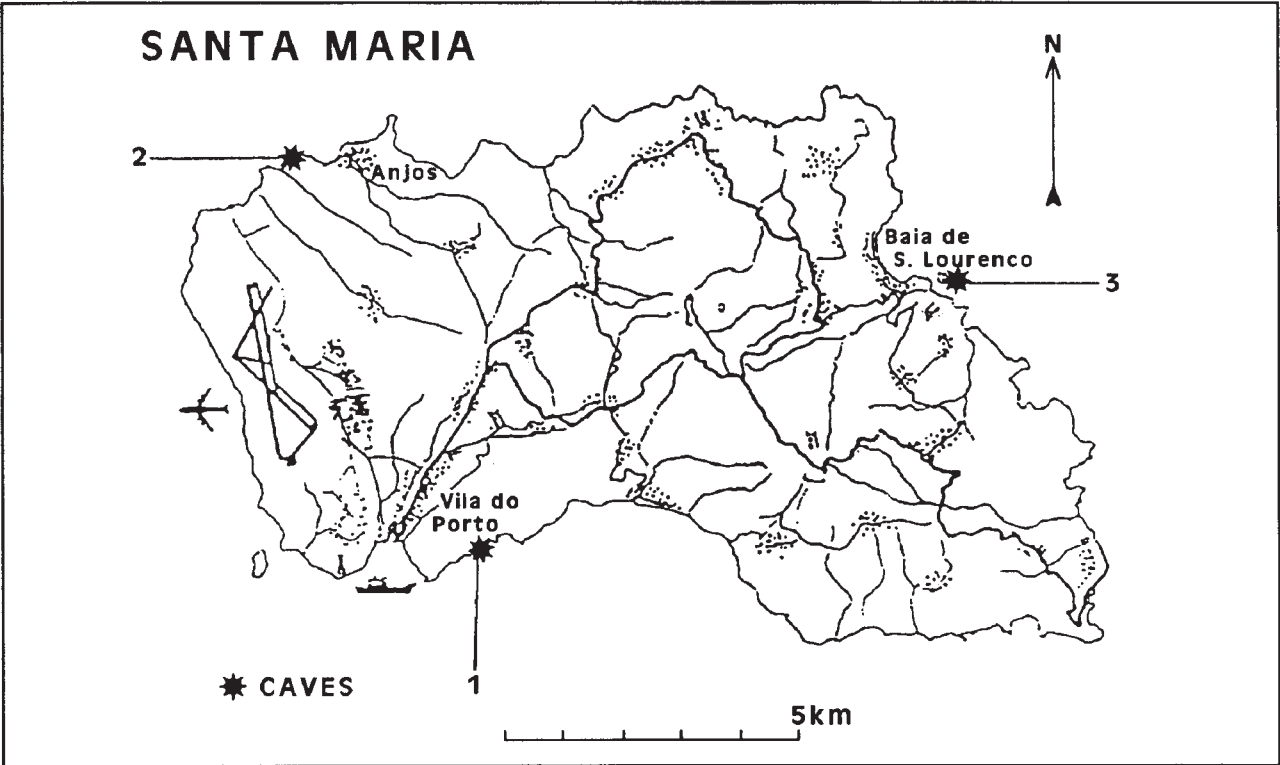 SANTA MARIA
N
2
Anjos
Baia de
S. Lourenco
3
Vila do
Porto
1
CAVES
5km